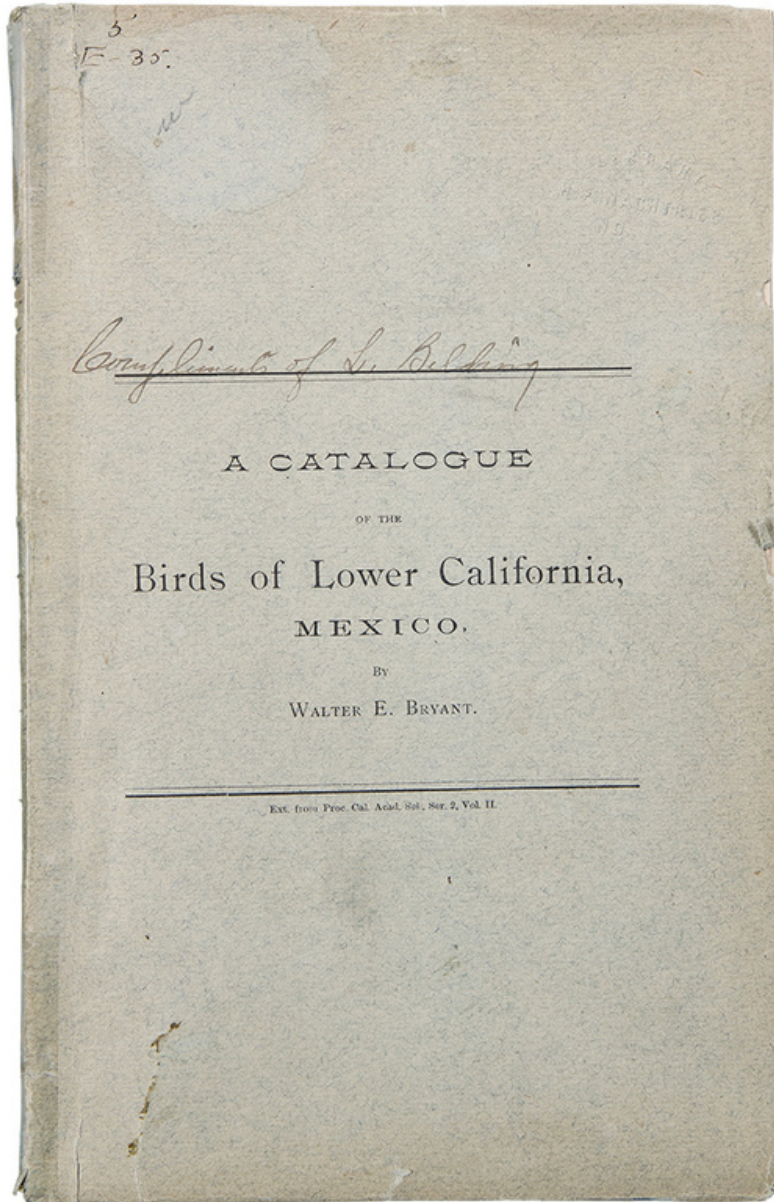 5
E-35.
Compliments of L. Belding
A CATALOGUE
OF THE
Birds of Lower California,
MEXICO.
BY
WALTER E. BRYANT.
Ext. from Proc. Cal. Acad. Sci., Ser. 2, Vol. II.